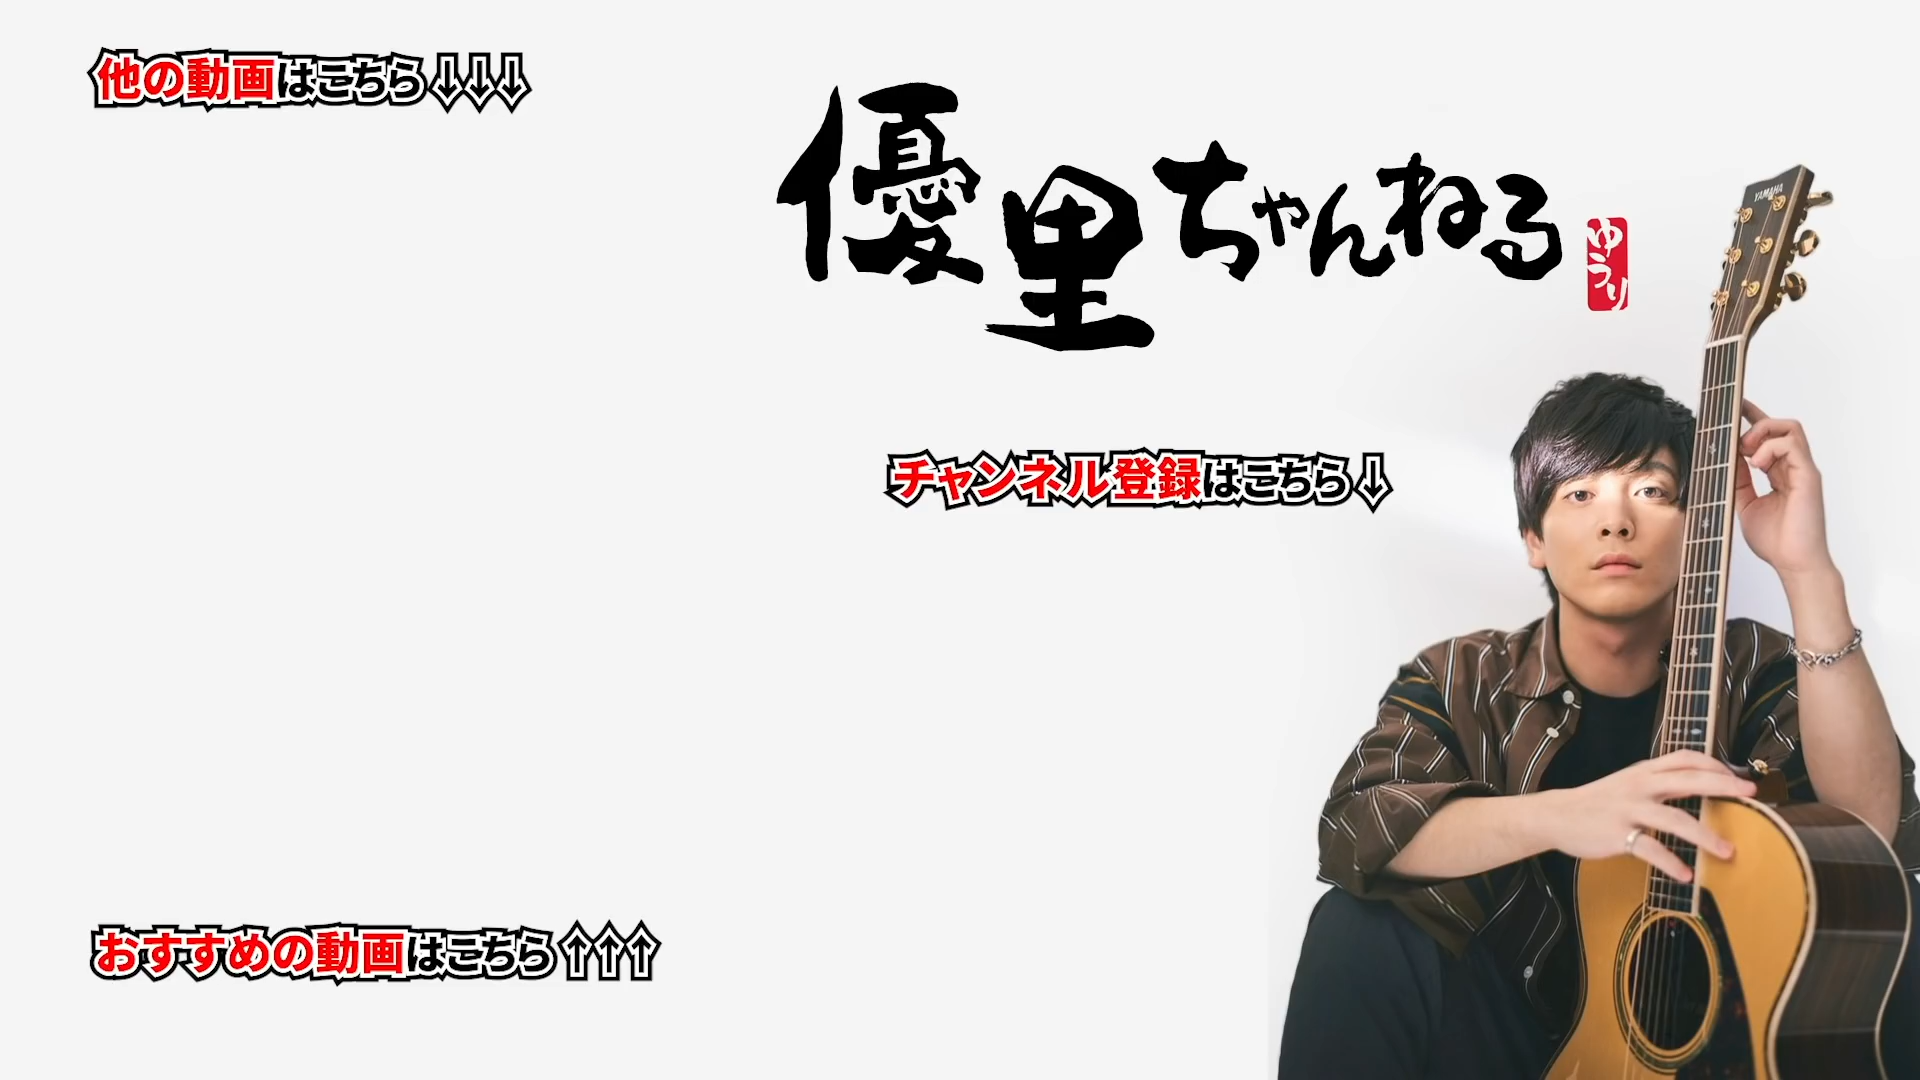 他の動画はこちら↓↓↓
優里ちゃんねる
ゆうり
YAMAHA
チャンネル登録はこちら↓
おすすめの動画はこちら↑↑↑